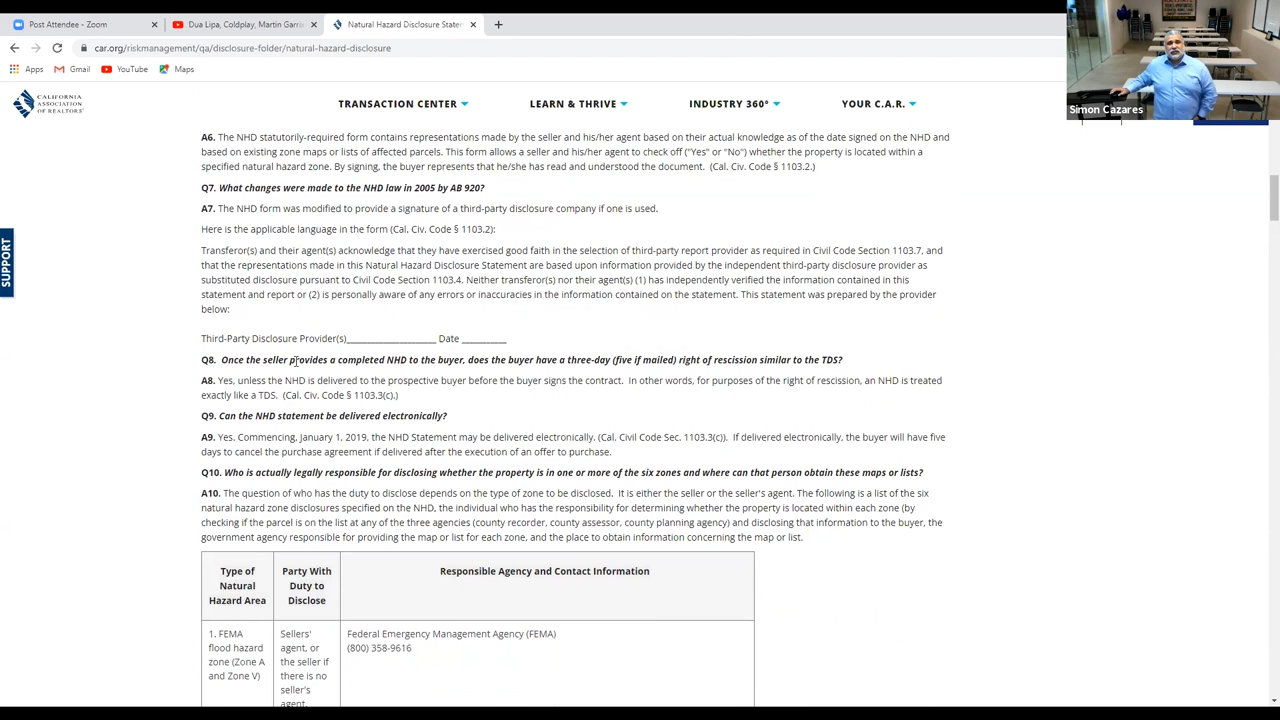 Post Attendee - Zoom
Dua Lipa, Coldplay, Martin Garri
Natural Hazard Disclosure State
car.org/riskmanagement/qa/disclosure-folder/natural-hazard-disclosure
Apps Gmail YouTube Maps
Simon Cazares
CALIFORNIA
ASSOCIATION
OF REALTORS
TRANSACTION CENTER LEARN & THRIVE INDUSTRY 360° YOUR C.A.R.
SUPPORT
A6. The NHD statutorily-required form contains representations made by the seller and his/her agent based on their actual knowledge as of the date signed on the NHD and
based on existing zone maps or lists of affected parcels. This form allows a seller and his/her agent to check off ("Yes" or "No") whether the property is located within a
specified natural hazard zone. By signing, the buyer represents that he/she has read and understood the document. (Cal. Civ. Code § 1103.2.)
Q7. What changes were made to the NHD law in 2005 by AB 920?
A7. The NHD form was modified to provide a signature of a third-party disclosure company if one is used.
Here is the applicable language in the form (Cal. Civ. Code § 1103.2):
Transferor(s) and their agent(s) acknowledge that they have exercised good faith in the selection of third-party report provider as required in Civil Code Section 1103.7, and
that the representations made in this Natural Hazard Disclosure Statement are based upon information provided by the independent third-party disclosure provider as
substituted disclosure pursuant to Civil Code Section 1103.4. Neither transferor(s) nor their agent(s) (1) has independently verified the information contained in this
statement and report or (2) is personally aware of any errors or inaccuracies in the information contained on the statement. This statement was prepared by the provider
below:
Third-Party Disclosure Provider(s)_________________ Date __________
Q8. Once the seller provides a completed NHD to the buyer, does the buyer have a three-day (five if mailed) right of rescission similar to the TDS?
A8. Yes, unless the NHD is delivered to the prospective buyer before the buyer signs the contract. In other words, for purposes of the right of rescission, an NHD is treated
exactly like a TDS. (Cal. Civ. Code § 1103.3(c).)
Q9. Can the NHD statement be delivered electronically?
A9. Yes. Commencing, January 1, 2019, the NHD Statement may be delivered electronically. (Cal. Civil Code Sec. 1103.3(c)). If delivered electronically, the buyer will have five
days to cancel the purchase agreement if delivered after the execution of an offer to purchase.
Q10. Who is actually legally responsible for disclosing whether the property is in one or more of the six zones and where can that person obtain these maps or lists?
A10. The question of who has the duty to disclose depends on the type of zone to be disclosed. It is either the seller or the seller's agent. The following is a list of the six
natural hazard zone disclosures specified on the NHD, the individual who has the responsibility for determining whether the property is located within each zone (by
checking if the parcel is on the list at any of the three agencies (county recorder, county assessor, county planning agency) and disclosing that information to the buyer, the
government agency responsible for providing the map or list for each zone, and the place to obtain information concerning the map or list.
Type of
Natural
Hazard Area
Party With
Duty to
Disclose
Responsible Agency and Contact Information
1. FEMA
flood hazard
zone (Zone A
and Zone V)
Sellers'
agent, or
the seller if
there is no
seller's
agent.
Federal Emergency Management Agency (FEMA)
(800) 358-9616